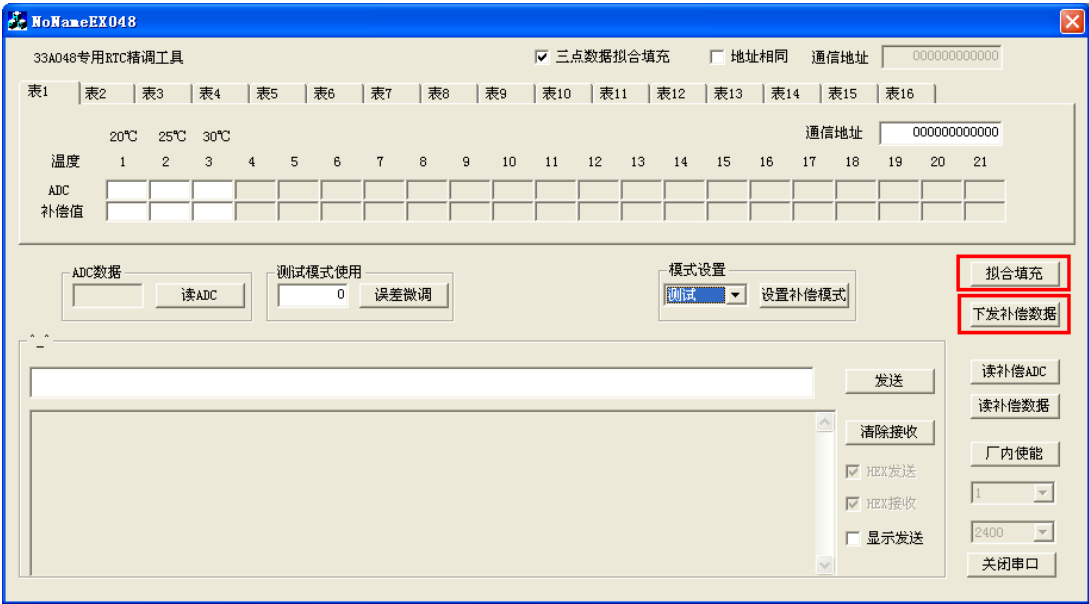 NoNameEX048
33A048专用RTC精调工具 三点数据拟合填充 地址相同 通信地址 000000000000
表1 表2 表3 表4 表5 表6 表7 表8 表9 表10 表11 表12 表13 表14 表15 表16
20℃ 25℃ 30℃ 通信地址 000000000000
温度 1 2 3 4 5 6 7 8 9 10 11 12 13 14 15 16 17 18 19 20 21
ADC
补偿值
ADC数据 测试模式使用 模式设置
读ADC 0 误差微调 测试 设置补偿模式 拟合填充
下发补偿数据
^_^
发送 读补偿ADC
读补偿数据
清除接收
厂内使能
HEX发送
1
HEX接收
2400
显示发送
关闭串口